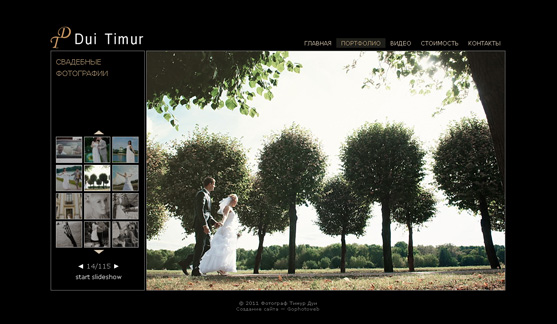 Dui Timur
ГЛАВНАЯ ПОРТФОЛИО ВИДЕО СТОИМОСТЬ КОНТАКТЫ
СВАДЕБНЫЕ
ФОТОГРАФИИ
◄ 14/115 ►
start slideshow
© 2011 Фотограф Тимур Дуи
Создание сайта — Gophotoweb